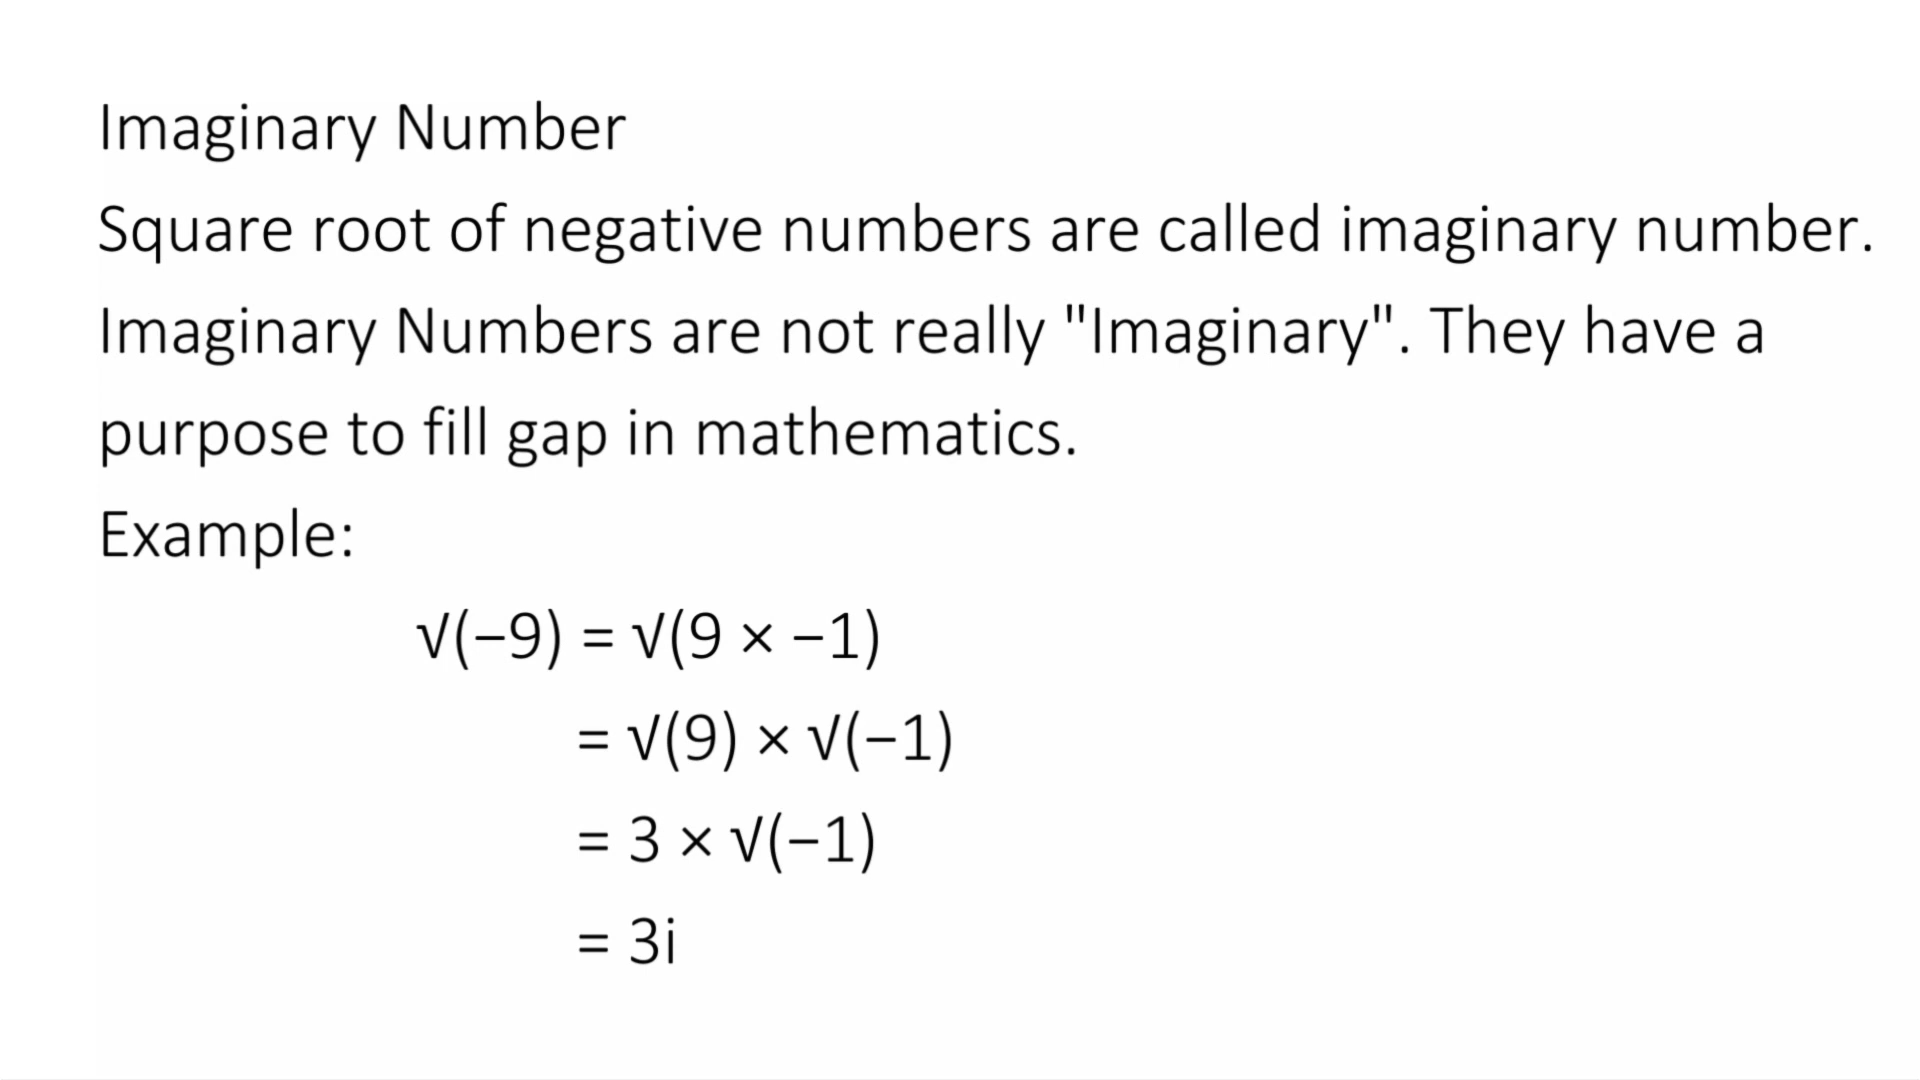 Imaginary Number
Square root of negative numbers are called imaginary number.
Imaginary Numbers are not really "Imaginary". They have a
purpose to fill gap in mathematics.
Example:
√(−9) = √(9 × −1)
= √(9) × √(−1)
= 3 × √(−1)
= 3i